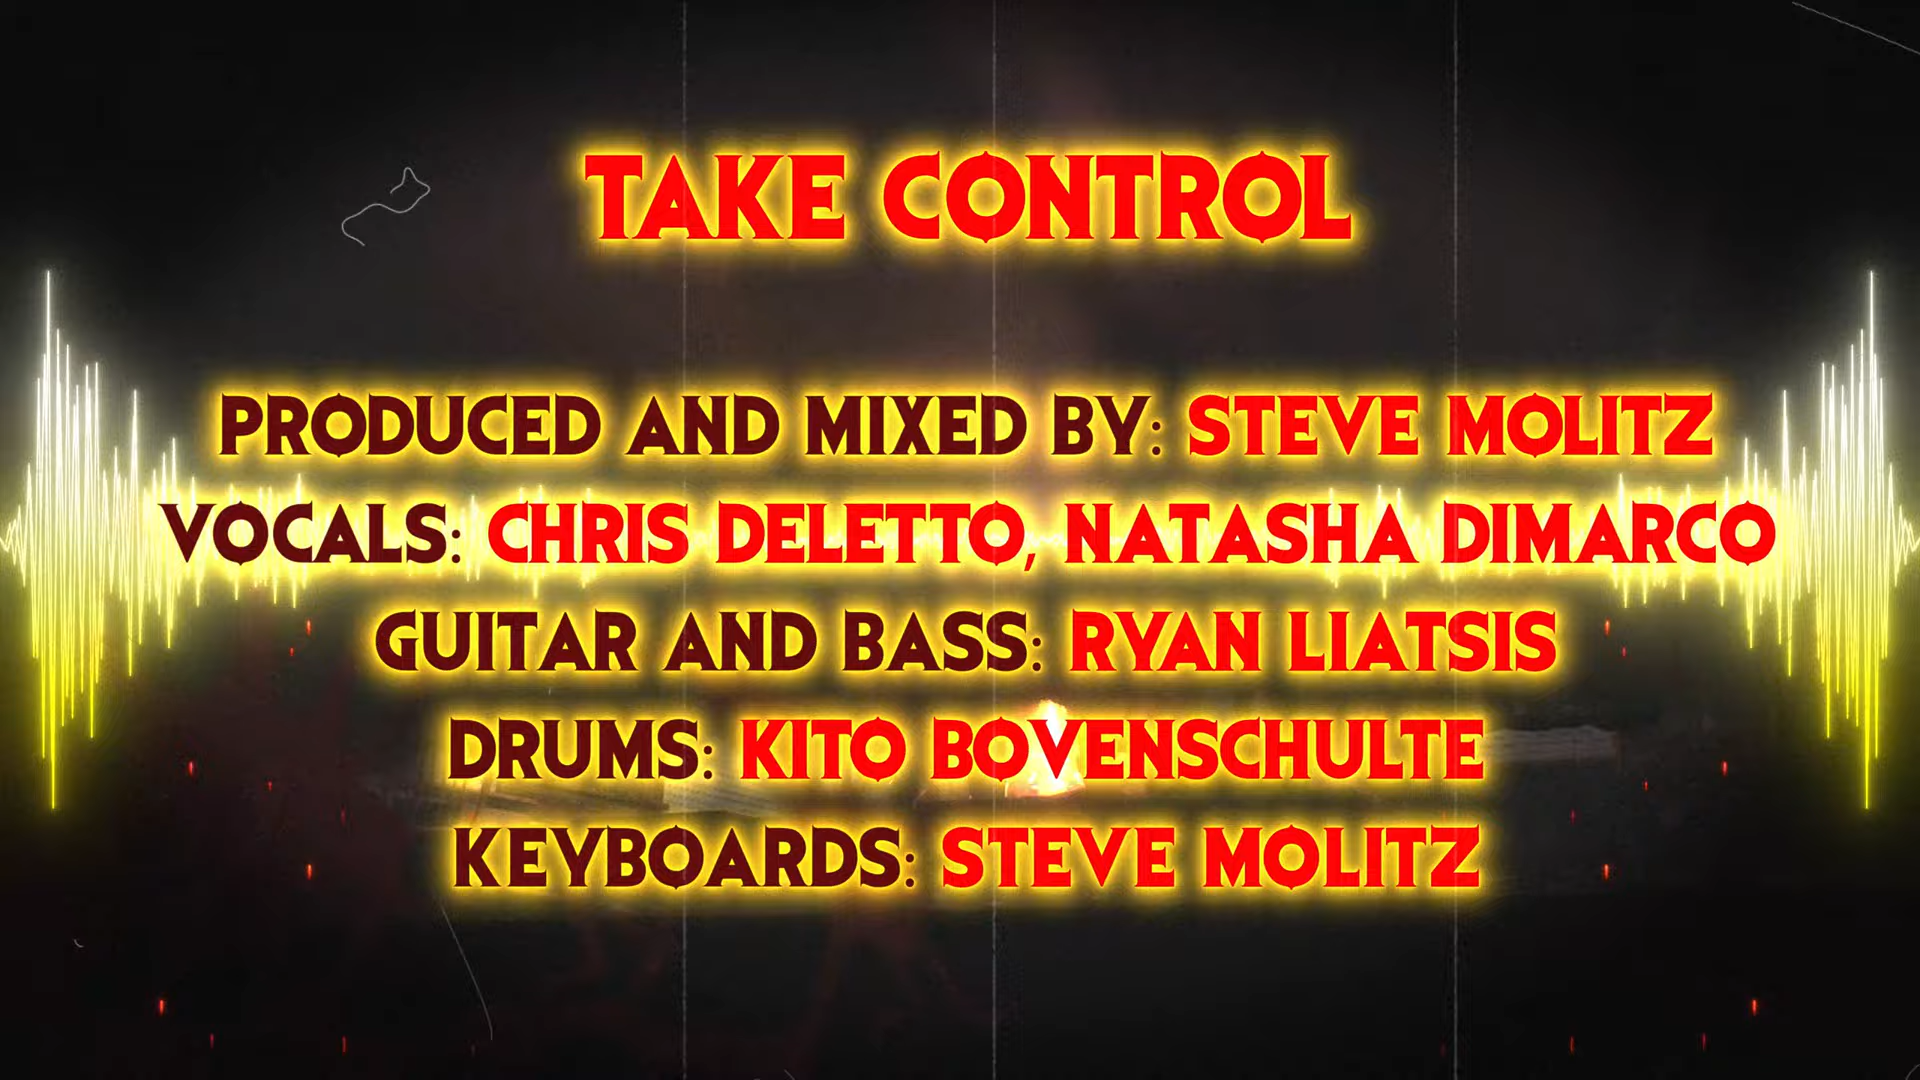 TAKE CONTROL
PRODUCED AND MIXED BY: STEVE MOLITZ
VOCALS: CHRIS DELETTO, NATASHA DIMARCO
GUITAR AND BASS: RYAN LIATSIS
DRUMS: KITO BOVENSCHULTE
KEYBOARDS: STEVE MOLITZ